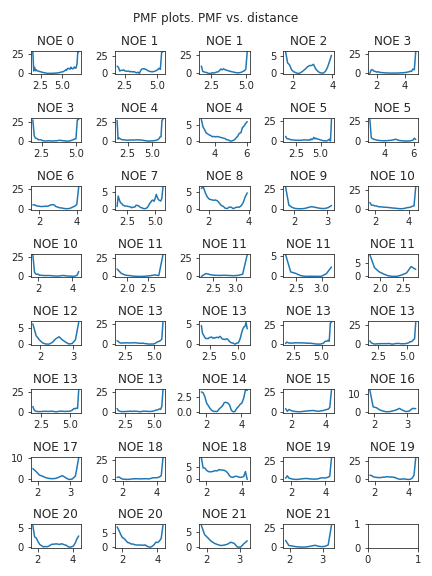 PMF plots. PMF vs. distance
NOE 0 NOE 1 NOE 1 NOE 2 NOE 3
25 0 25 0 25 0 5 0 25 0
2.5 5.0 2.5 5.0 2.5 5.0 2 4 2 4
NOE 3 NOE 4 NOE 4 NOE 5 NOE 5
25 0 25 0 5 0 25 0 25 0
2.5 5.0 2.5 5.0 4 6 2.5 5.0 4 6
NOE 6 NOE 7 NOE 8 NOE 9 NOE 10
25 0 5 0 5 0 25 0 25 0
2 4 2.5 5.0 2 4 2 3 2 4
NOE 10 NOE 11 NOE 11 NOE 11 NOE 11
25 0 10 0 25 0 5 0 5 0
2 4 2.0 2.5 2.5 3.0 2.5 3.0 2.0 2.5
NOE 12 NOE 13 NOE 13 NOE 13 NOE 13
5 0 25 0 5 0 25 0 25 0
2 3 2.5 5.0 2.5 5.0 2.5 5.0 2.5 5.0
NOE 13 NOE 13 NOE 14 NOE 15 NOE 16
25 0 25 0 2.5 0.0 25 0 10 0
2.5 5.0 2.5 5.0 2 4 2 4 2 3
NOE 17 NOE 18 NOE 18 NOE 19 NOE 19
10 0 25 0 5 0 25 0 25 0
2 3 2 4 2 4 2 4 2 4
NOE 20 NOE 20 NOE 21 NOE 21
5 0 5 0 5 0 25 0 1 0
2 4 2 4 2 3 2 3 0 1